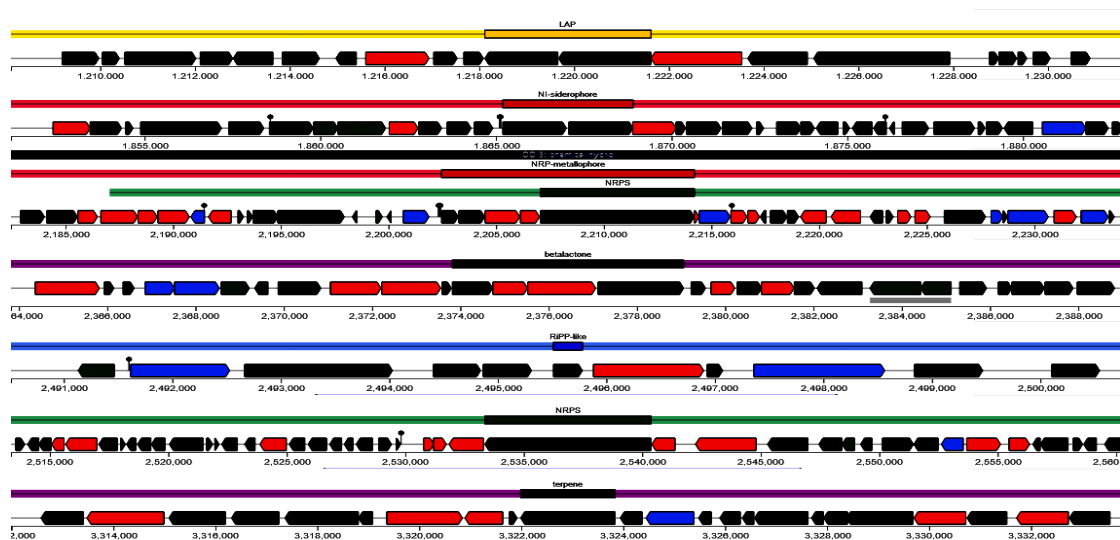 LAP
1.210,000 1.212,000 1.214,000 1.216,000 1.218,000 1.220,000 1.222,000 1.224,000 1.226,000 1.228,000 1.230,000
NI-siderophore
1.855,000 1.860,000 1.865,000 1.870,000 1.875,000 1.880,000
NRP-metallophore
NRPS
2,185,000 2,190,000 2,195,000 2,200,000 2,205,000 2,210,000 2,215,000 2,220,000 2,225,000 2,230,000
betalactone
64,000 2,366,000 2,368,000 2,370,000 2,372,000 2,374,000 2,376,000 2,378,000 2,380,000 2,382,000 2,384,000 2,386,000 2,388,000
RiPP-like
2,491,000 2,492,000 2,493,000 2,494,000 2,495,000 2,496,000 2,497,000 2,498,000 2,499,000 2,500,000
NRPS
2,515,000 2,520,000 2,525,000 2,530,000 2,535,000 2,540,000 2,545,000 2,550,000 2,555,000 2,560
terpene
2,000 3,314,000 3,316,000 3,318,000 3,320,000 3,322,000 3,324,000 3,326,000 3,328,000 3,330,000 3,332,000